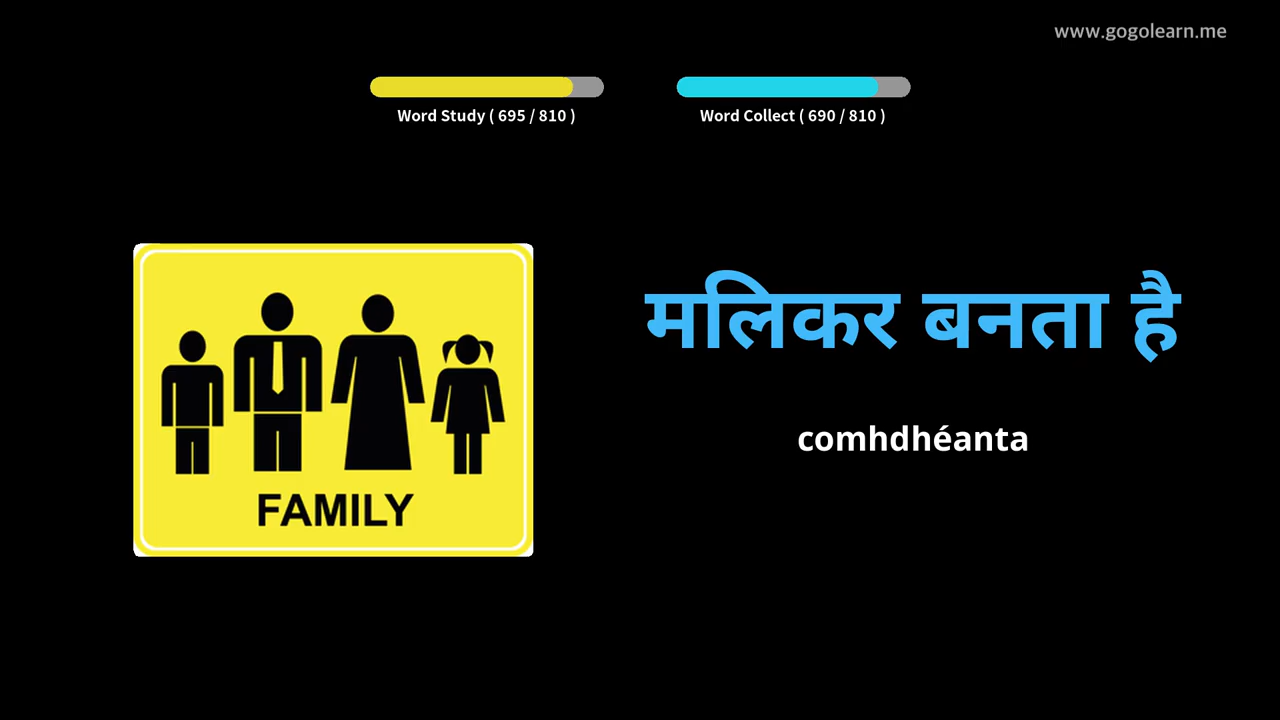 www.gogolearn.me
Word Study ( 695 / 810 )
Word Collect ( 690 / 810 )
मलिकर बनता है
comhdhéanta
FAMILY